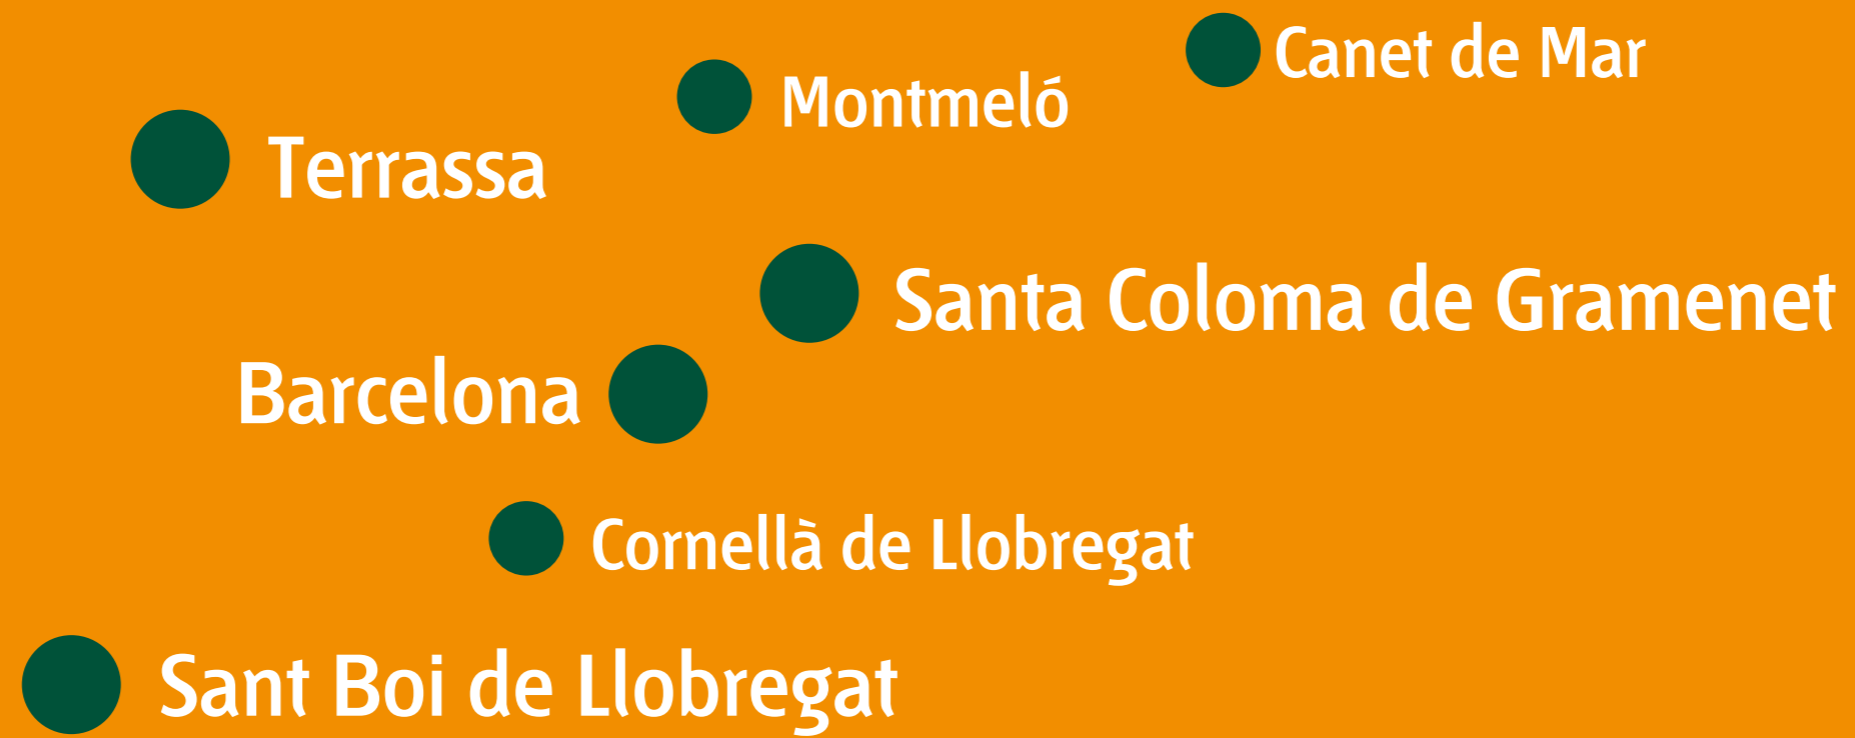 Canet de Mar
Montmeló
Terrassa
Santa Coloma de Gramenet
Barcelona
Cornellà de Llobregat
Sant Boi de Llobregat